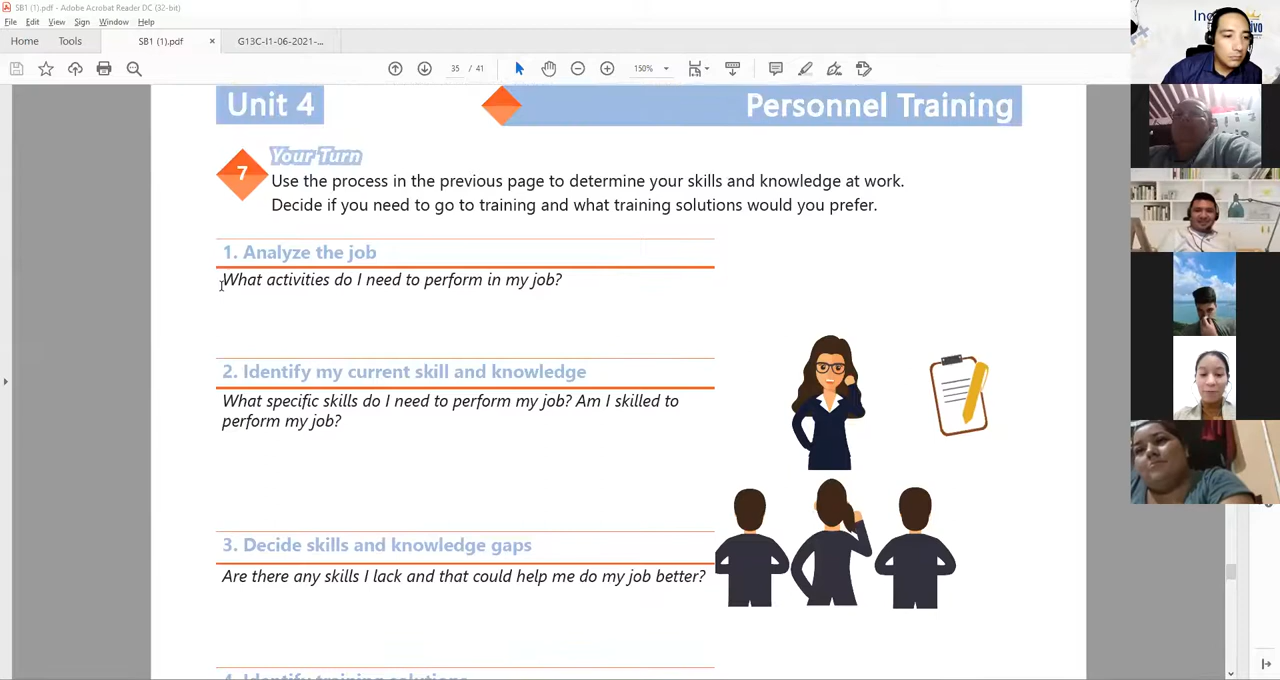 SB1 (1).pdf - Adobe Acrobat Reader DC (32-bit)
File Edit View Sign Window Help
Home Tools SB1 (1).pdf × G13C-I1-06-2021-...
35 / 41 150%
Unit 4
Personnel Training
7
Your Turn
Use the process in the previous page to determine your skills and knowledge at work.
Decide if you need to go to training and what training solutions would you prefer.
1. Analyze the job
What activities do I need to perform in my job?
2. Identify my current skill and knowledge
What specific skills do I need to perform my job? Am I skilled to
perform my job?
3. Decide skills and knowledge gaps
Are there any skills I lack and that could help me do my job better?
4. Identify training solutions